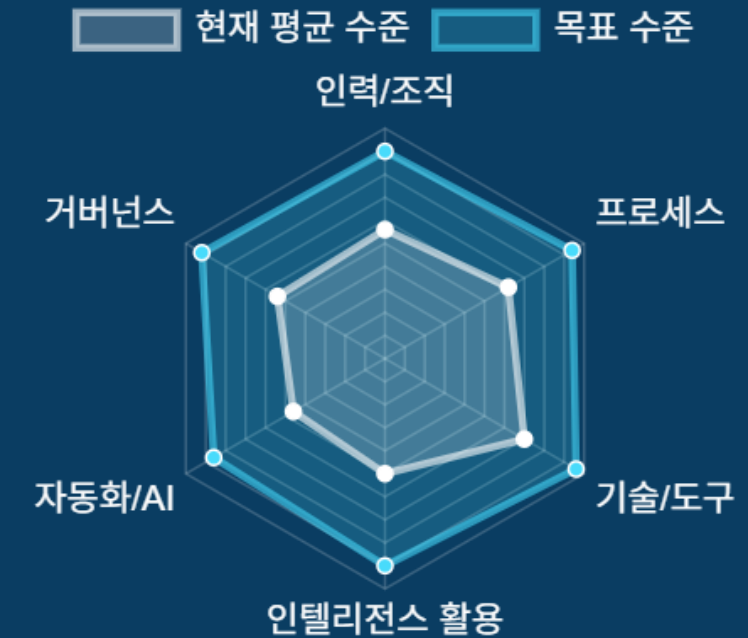 현재 평균 수준 목표 수준
인력/조직
거버넌스 프로세스
자동화/AI 기술/도구
인텔리전스 활용